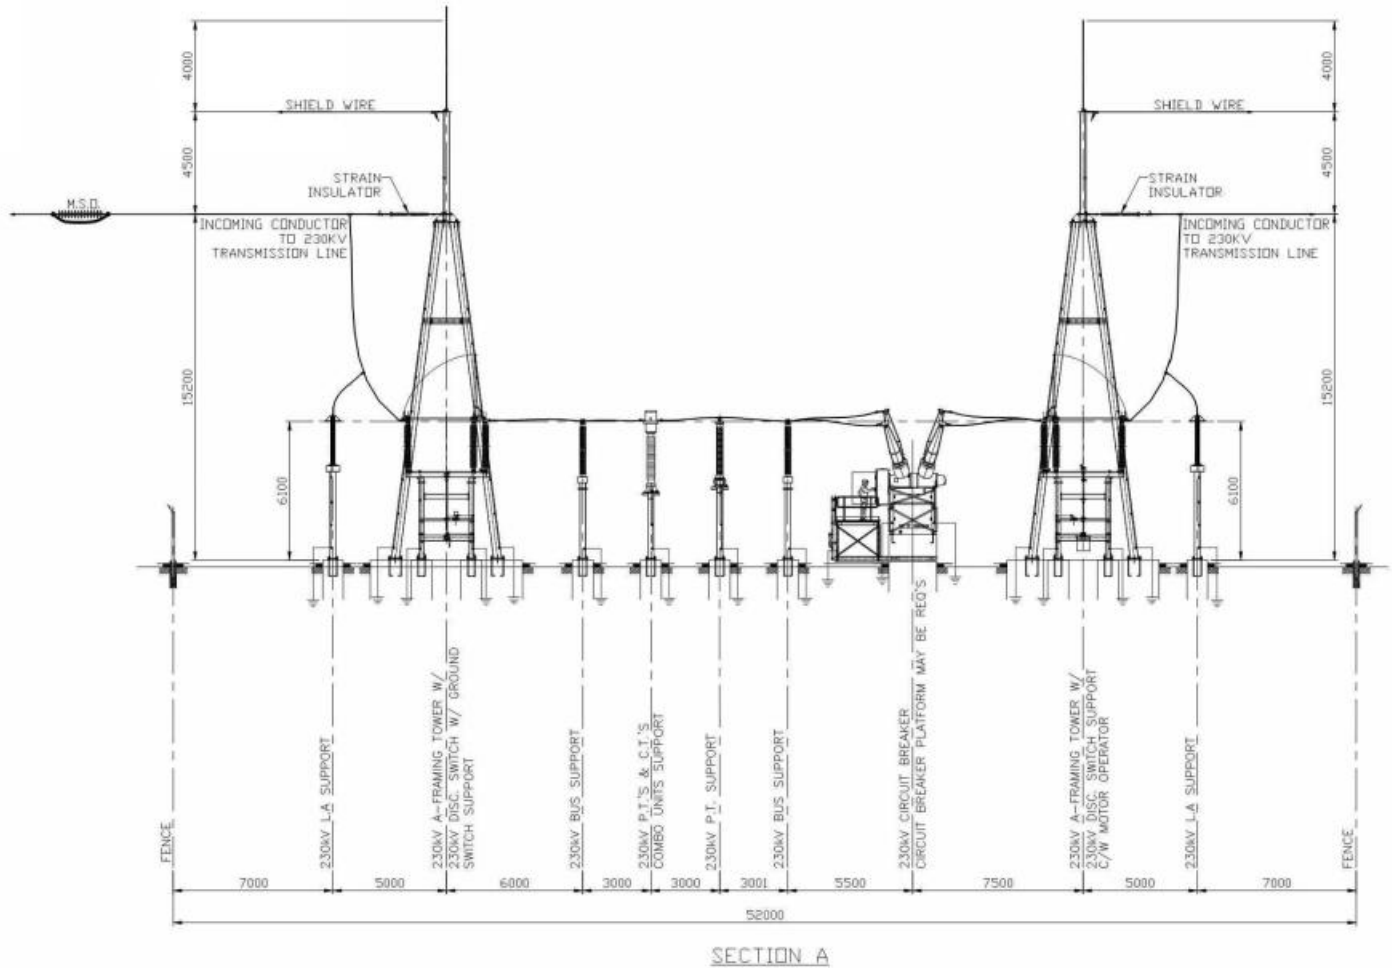 4000
4000
SHIELD WIRE
SHIELD WIRE
4500
4500
STRAIN
INSULATOR
STRAIN
INSULATOR
M.S.O.
INCOMING CONDUCTOR
TO 230KV
TRANSMISSION LINE
INCOMING CONDUCTOR
TO 230KV
TRANSMISSION LINE
15200
15200
6100
6100
FENCE
230kV L.A SUPPORT
230kV A-FRAMING TOWER W/
230kV DISC. SWITCH W/ GROUND
SWITCH SUPPORT
230kV BUS SUPPORT
230kV P.T.'S & C.T.'S
COMBO UNITS SUPPORT
230kV P.T. SUPPORT
230kV BUS SUPPORT
230kV CIRCUIT BREAKER
CIRCUIT BREAKER PLATFORM MAY BE REQ'S
230kV A-FRAMING TOWER W/
230kV DISC. SWITCH SUPPORT
C/W MOTOR OPERATOR
230kV L.A SUPPORT
FENCE
7000
5000
6000
3000
3000
3001
5500
7500
5000
7000
52000
SECTION A